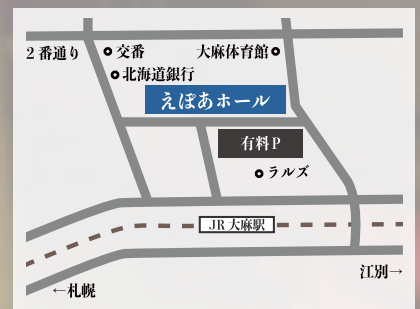 2番通り
交番
大麻体育館
北海道銀行
えぽあホール
有料P
ラルズ
JR大麻駅
江別→
←札幌